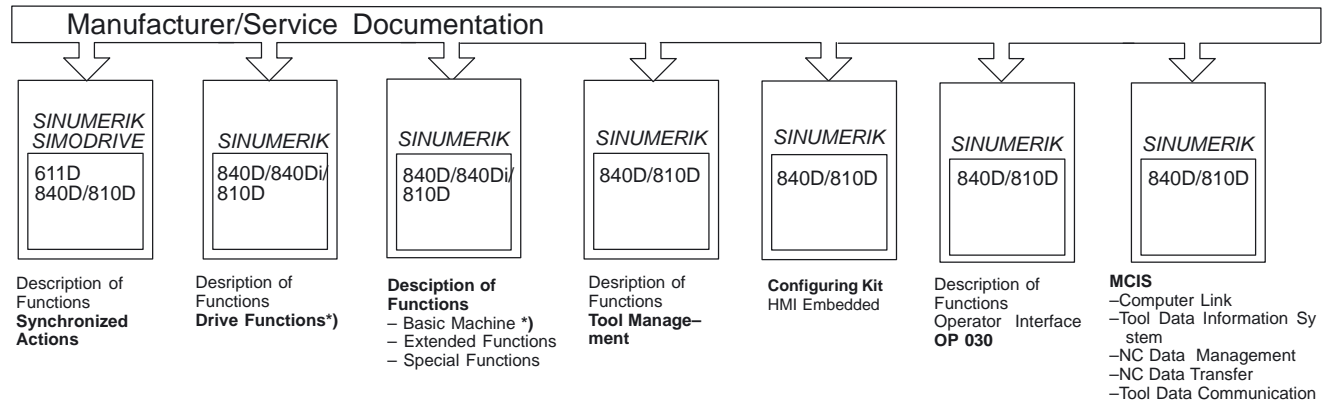 Manufacturer/Service Documentation
SINUMERIK
SIMODRIVE
611D
840D/810D
Description of
Functions
Synchronized
Actions
SINUMERIK
840D/840Di/
810D
Desription of
Functions
Drive Functions*)
SINUMERIK
840D/840Di/
810D
Desciption of
Functions
– Basic Machine *)
– Extended Functions
– Special Functions
SINUMERIK
840D/810D
Desription of
Functions
Tool Manage–
ment
SINUMERIK
840D/810D
Configuring Kit
HMI Embedded
SINUMERIK
840D/810D
Description of
Functions
Operator Interface
OP 030
SINUMERIK
840D/810D
MCIS
–Computer Link
–Tool Data Information Sy
stem
–NC Data Management
–NC Data Transfer
–Tool Data Communication